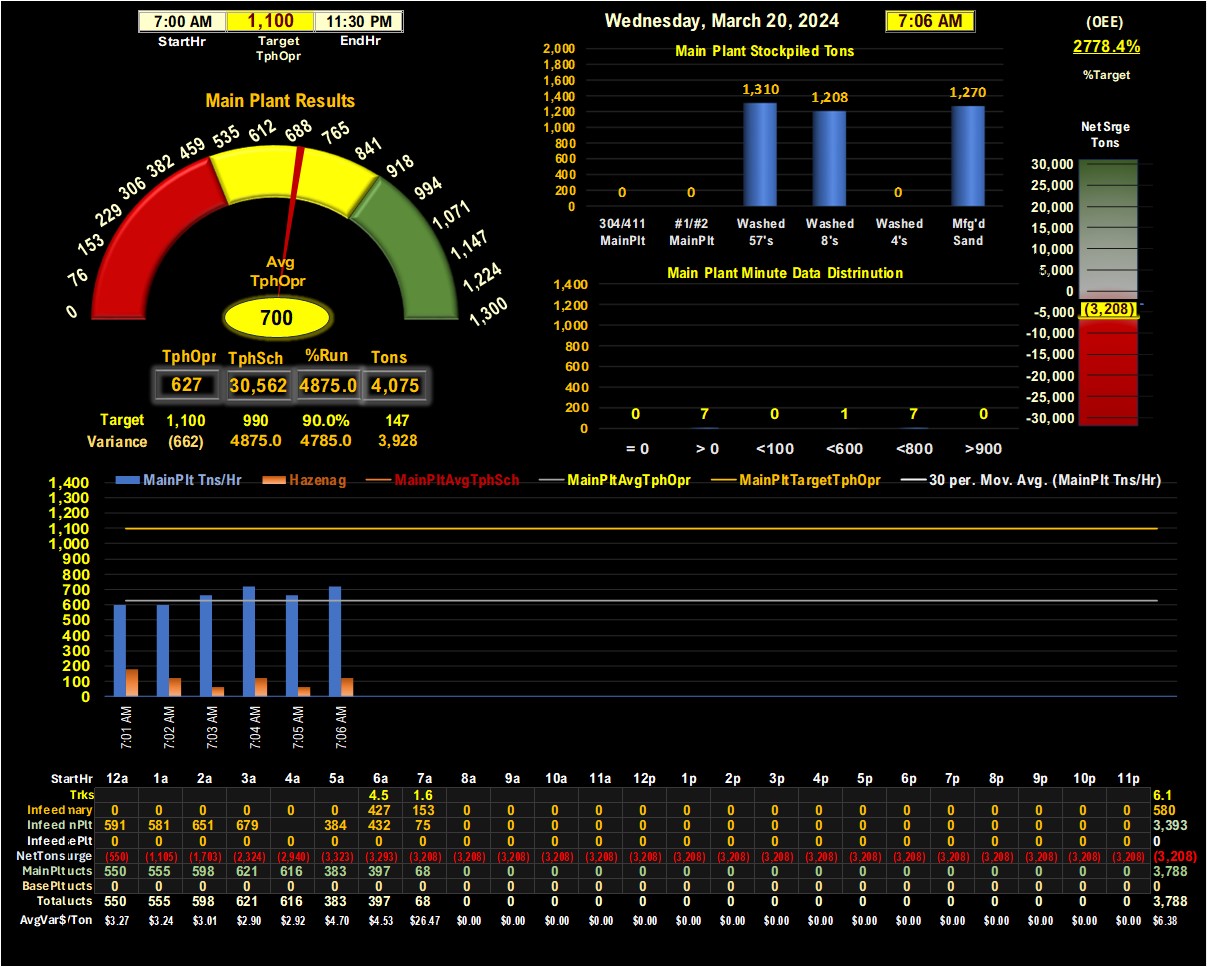 7:00 AM 1,100 11:30 PM
StartHr Target TphOpr EndHr
Wednesday, March 20, 2024 7:06 AM
(OEE)
2778.4%
%Target
Main Plant Results
0 76 153 229 306 382 459 535 612 688 765 841 918 994 1,071 1,147 1,224 1,300
Avg
TphOpr
700
TphOpr TphSch %Run Tons
627 30,562 4875.0 4,075
Target 1,100 990 90.0% 147
Variance (662) 4875.0 4785.0 3,928
Main Plant Stockpiled Tons
2,000
1,800
1,600
1,400
1,200
1,000
800
600
400
200
0
0 0 1,310 1,208 0 1,270
304/411 #1/#2 Washed Washed Washed Mfg'd
MainPlt MainPlt 57's 8's 4's Sand
Net Srge
Tons
30,000
25,000
20,000
15,000
10,000
5,000
0
-5,000
-10,000
-15,000
-20,000
-25,000
-30,000
(3,208)
Main Plant Minute Data Distrinution
1,400
1,200
1,000
800
600
400
200
0
0 7 0 1 7 0
= 0 > 0 <100 <600 <800 >900
MainPlt Tns/Hr Hazenag MainPltAvgTphSch MainPltAvgTphOpr MainPltTargetTphOpr 30 per. Mov. Avg. (MainPlt Tns/Hr)
1,400
1,300
1,200
1,100
1,000
900
800
700
600
500
400
300
200
100
0
7:01 AM 7:02 AM 7:03 AM 7:04 AM 7:05 AM 7:06 AM
StartHr 12a 1a 2a 3a 4a 5a 6a 7a 8a 9a 10a 11a 12p 1p 2p 3p 4p 5p 6p 7p 8p 9p 10p 11p
Trks 4.5 1.6 6.1
Infeed nary 0 0 0 0 0 0 427 153 0 0 0 0 0 0 0 0 0 0 0 0 0 0 0 0 580
Infeed nPlt 591 581 651 679 384 432 75 0 0 0 0 0 0 0 0 0 0 0 0 0 0 0 0 3,393
Infeed ePlt 0 0 0 0 0 0 0 0 0 0 0 0 0 0 0 0 0 0 0 0 0 0 0 0 0
NetTons urge (550) (1,105) (1,703) (2,324) (2,940) (3,323) (3,293) (3,208) (3,208) (3,208) (3,208) (3,208) (3,208) (3,208) (3,208) (3,208) (3,208) (3,208) (3,208) (3,208) (3,208) (3,208) (3,208) (3,208) (3,208)
MainPlt ucts 550 555 598 621 616 383 397 68 0 0 0 0 0 0 0 0 0 0 0 0 0 0 0 0 3,788
BasePlt ucts 0 0 0 0 0 0 0 0 0 0 0 0 0 0 0 0 0 0 0 0 0 0 0 0 0
Total ucts 550 555 598 621 616 383 397 68 0 0 0 0 0 0 0 0 0 0 0 0 0 0 0 0 3,788
AvgVar$/Ton $3.27 $3.24 $3.01 $2.90 $2.92 $4.70 $4.53 $26.47 $0.00 $0.00 $0.00 $0.00 $0.00 $0.00 $0.00 $0.00 $0.00 $0.00 $0.00 $0.00 $0.00 $0.00 $0.00 $0.00 $6.38